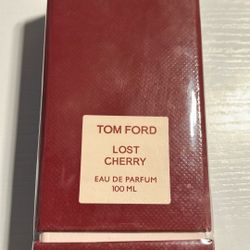 TOM FORD
LOST
CHERRY
EAU DE PARFUM
100 ML